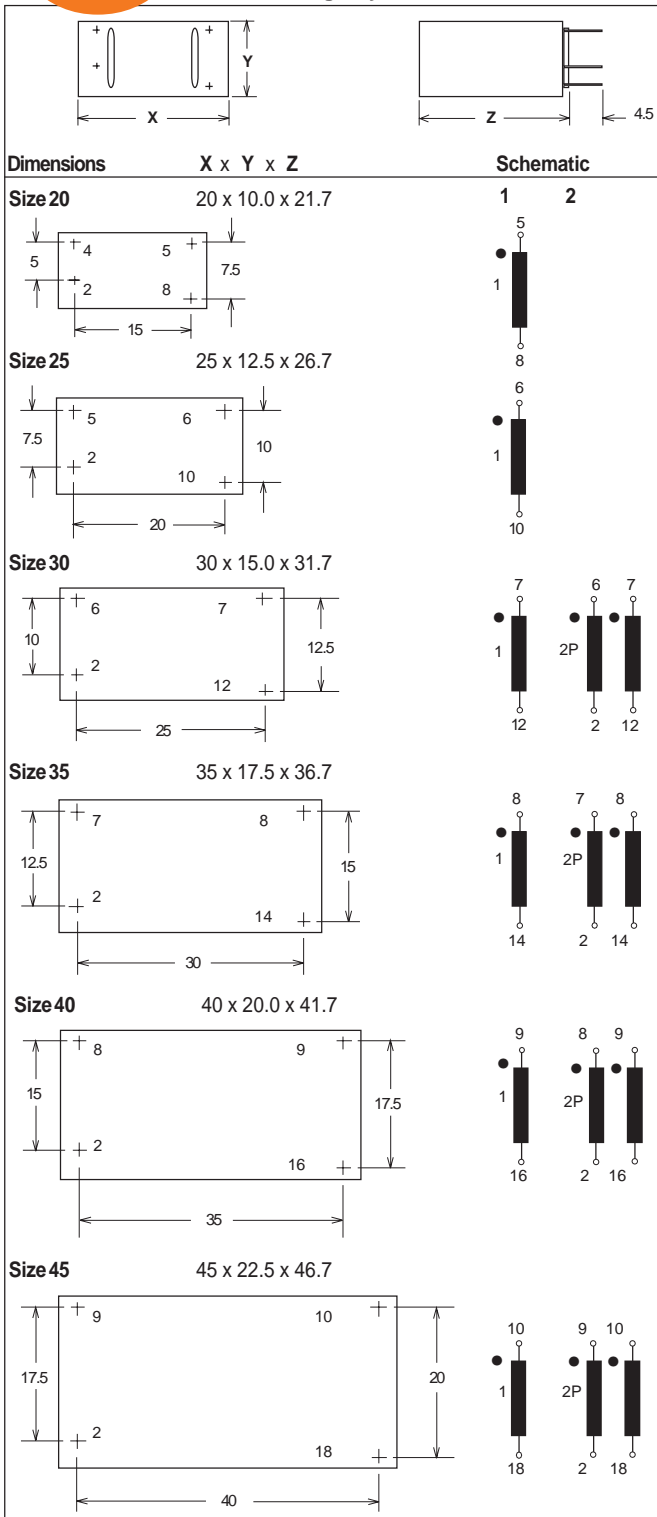 Y
X
Z
4.5
Dimensions X x Y x Z Schematic
Size 20 20 x 10.0 x 21.7 1 2
5
4 5
5 7.5
2 8
1
15
8
Size 25 25 x 12.5 x 26.7
6
5 6
7.5 10
2
10
1
20
10
Size 30 30 x 15.0 x 31.7
7 6 7
6 7
10 12.5
2
12
1 2P
25
12 2 12
Size 35 35 x 17.5 x 36.7
8 7 8
7 8
12.5 15
2
14
1 2P
30
14 2 14
Size 40 40 x 20.0 x 41.7
9 8 9
8 9
15 17.5
2
16
1 2P
35
16 2 16
Size 45 45 x 22.5 x 46.7
9 10
10 9 10
17.5 20
2
18
1 2P
40
18 2 18